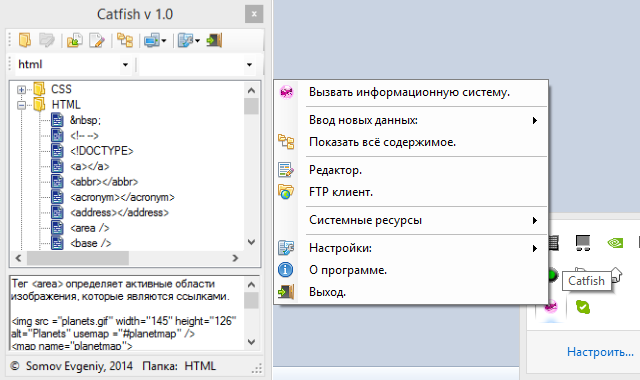 Catfish v 1.0
html
CSS
HTML
&nbsp;
<!-- -->
<!DOCTYPE>
<a></a>
<abbr></abbr>
<acronym></acronym>
<address></address>
<area />
<base />
Тег <area> определяет активные области
изображения, которые являются ссылками.
<img src ="planets.gif" width="145" height="126"
alt="Planets" usemap ="#planetmap" />
<map name="planetmap">
© Somov Evgeniy, 2014 Папка: HTML
Вызвать информационную систему.
Ввод новых данных:
Показать всё содержимое.
Редактор.
FTP клиент.
Системные ресурсы
Настройки:
О программе.
Выход.
Catfish
Настроить...